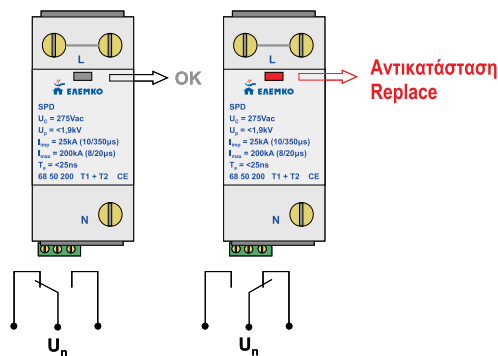 L
OK
ΕΛΕΜΚΟ
SPD
Uc = 275Vac
Up = <1,9kV
Iimp = 25kA (10/350μs)
Imax = 200kA (8/20μs)
Ta = <25ns
68 50 200 T1 + T2 CE
N
Un
L
Αντικατάσταση
Replace
ΕΛΕΜΚΟ
SPD
Uc = 275Vac
Up = <1,9kV
Iimp = 25kA (10/350μs)
Imax = 200kA (8/20μs)
Ta = <25ns
68 50 200 T1 + T2 CE
N
Un